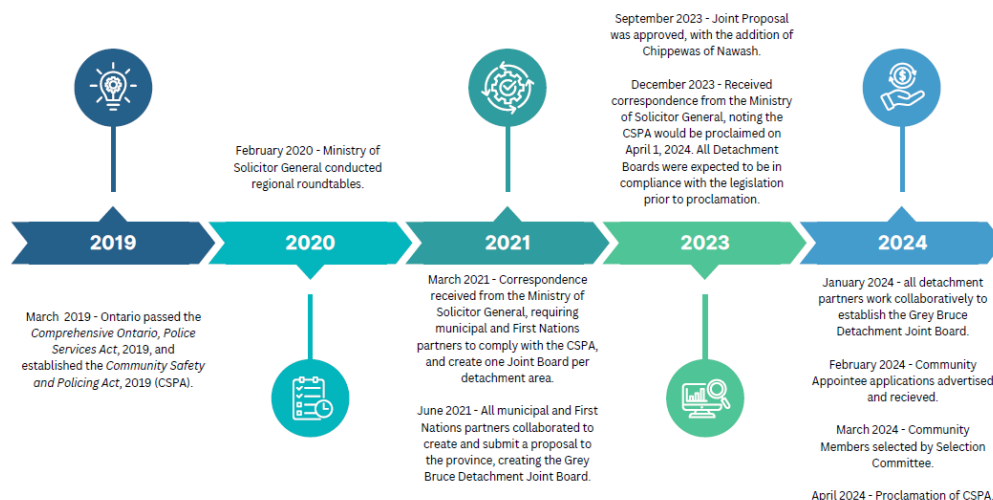 2019
March 2019 - Ontario passed the
Comprehensive Ontario, Police
Services Act, 2019, and
established the Community Safety
and Policing Act, 2019 (CSPA).
February 2020 - Ministry of
Solicitor General conducted
regional roundtables.
2020
2021
March 2021 - Correspondence
received from the Ministry of
Solicitor General, requiring
municipal and First Nations
partners to comply with the CSPA,
and create one Joint Board per
detachment area.
June 2021 - All municipal and First
Nations partners collaborated to
create and submit a proposal to
the province, creating the Grey
Bruce Detachment Joint Board.
September 2023 - Joint Proposal
was approved, with the addition of
Chippewas of Nawash.
December 2023 - Received
correspondence from the Ministry
of Solicitor General, noting the
CSPA would be proclaimed on
April 1, 2024. All Detachment
Boards were expected to be in
compliance with the legislation
prior to proclamation.
2023
2024
January 2024 - all detachment
partners work collaboratively to
establish the Grey Bruce
Detachment Joint Board.
February 2024 - Community
Appointee applications advertised
and recieved.
March 2024 - Community
Members selected by Selection
Committee.
April 2024 - Proclamation of CSPA.